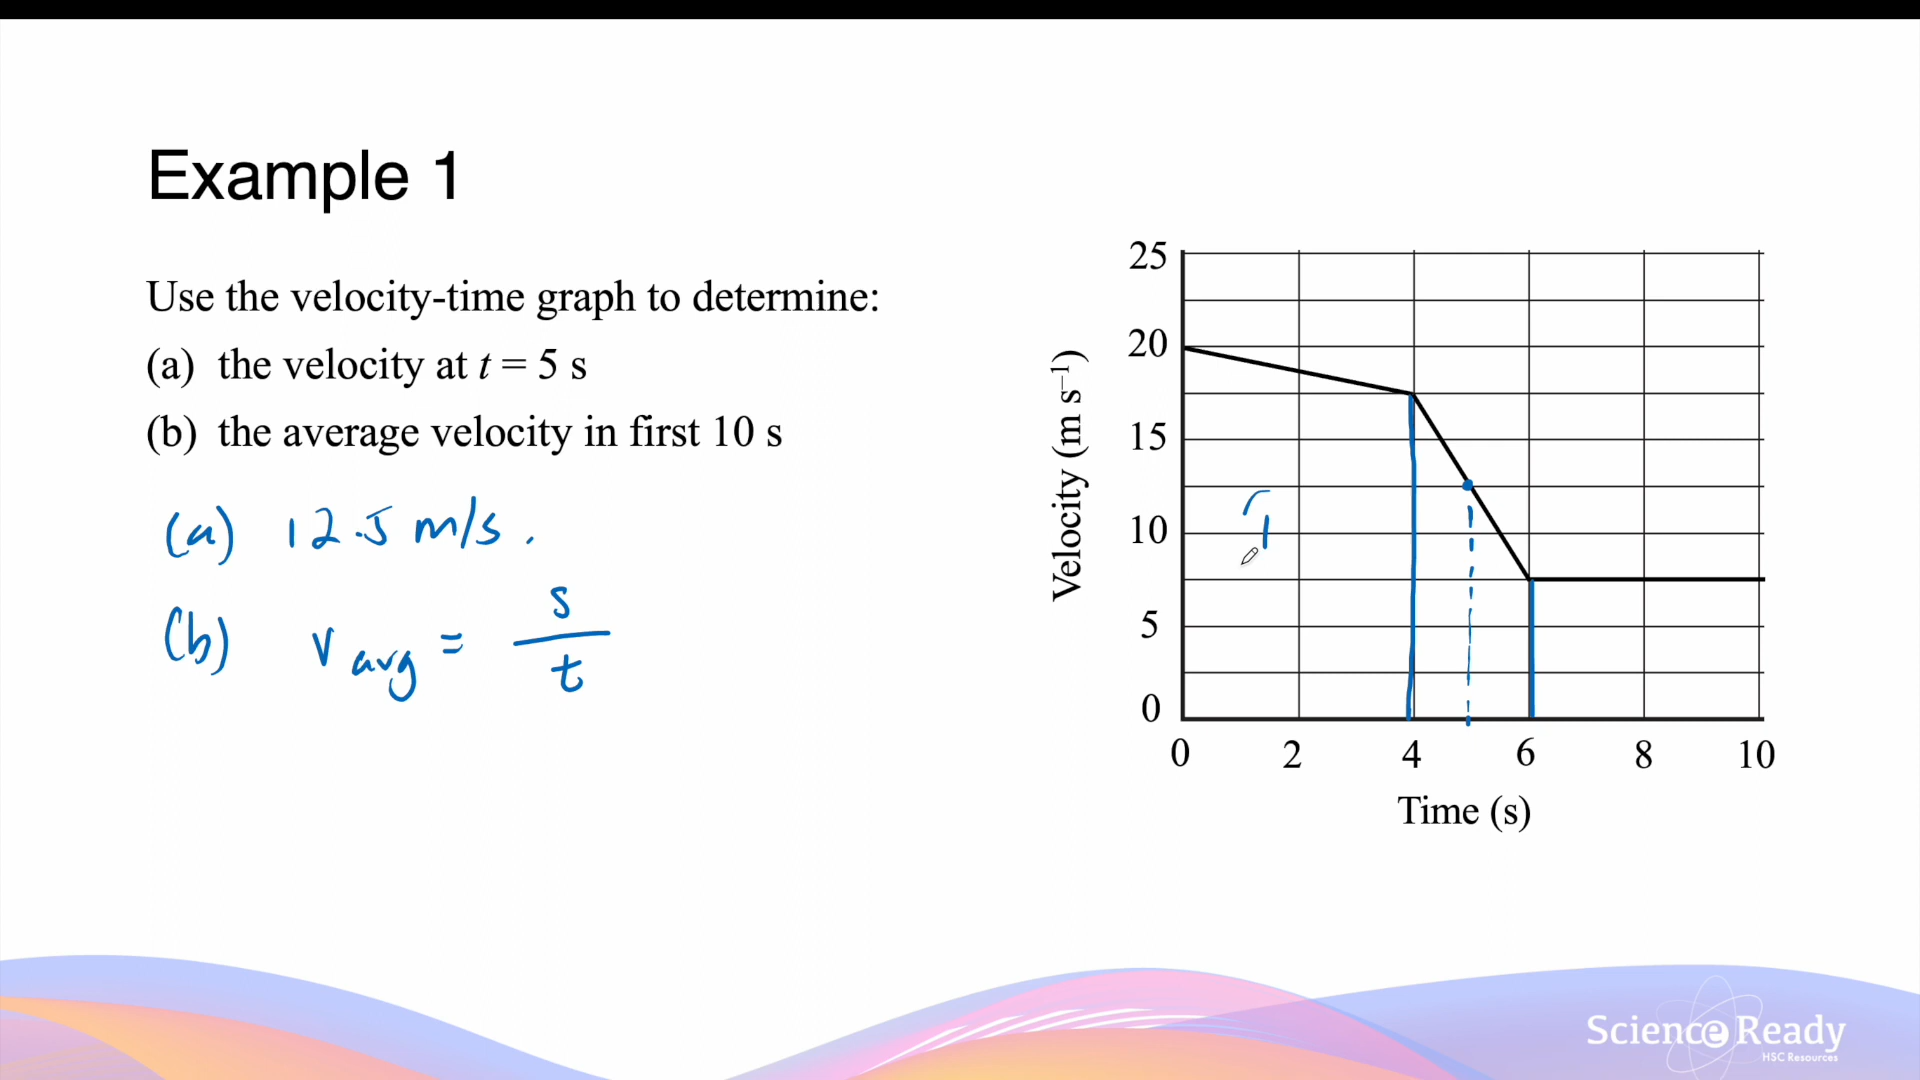 Example 1
Use the velocity-time graph to determine:
(a) the velocity at t = 5 s
(b) the average velocity in first 10 s
(a) 12.5 m/s.
(b) v avg = s
t
25
20
15
10
5
0
Velocity (m s⁻¹)
0 2 4 6 8 10
Time (s)
Science Ready
HSC Resources